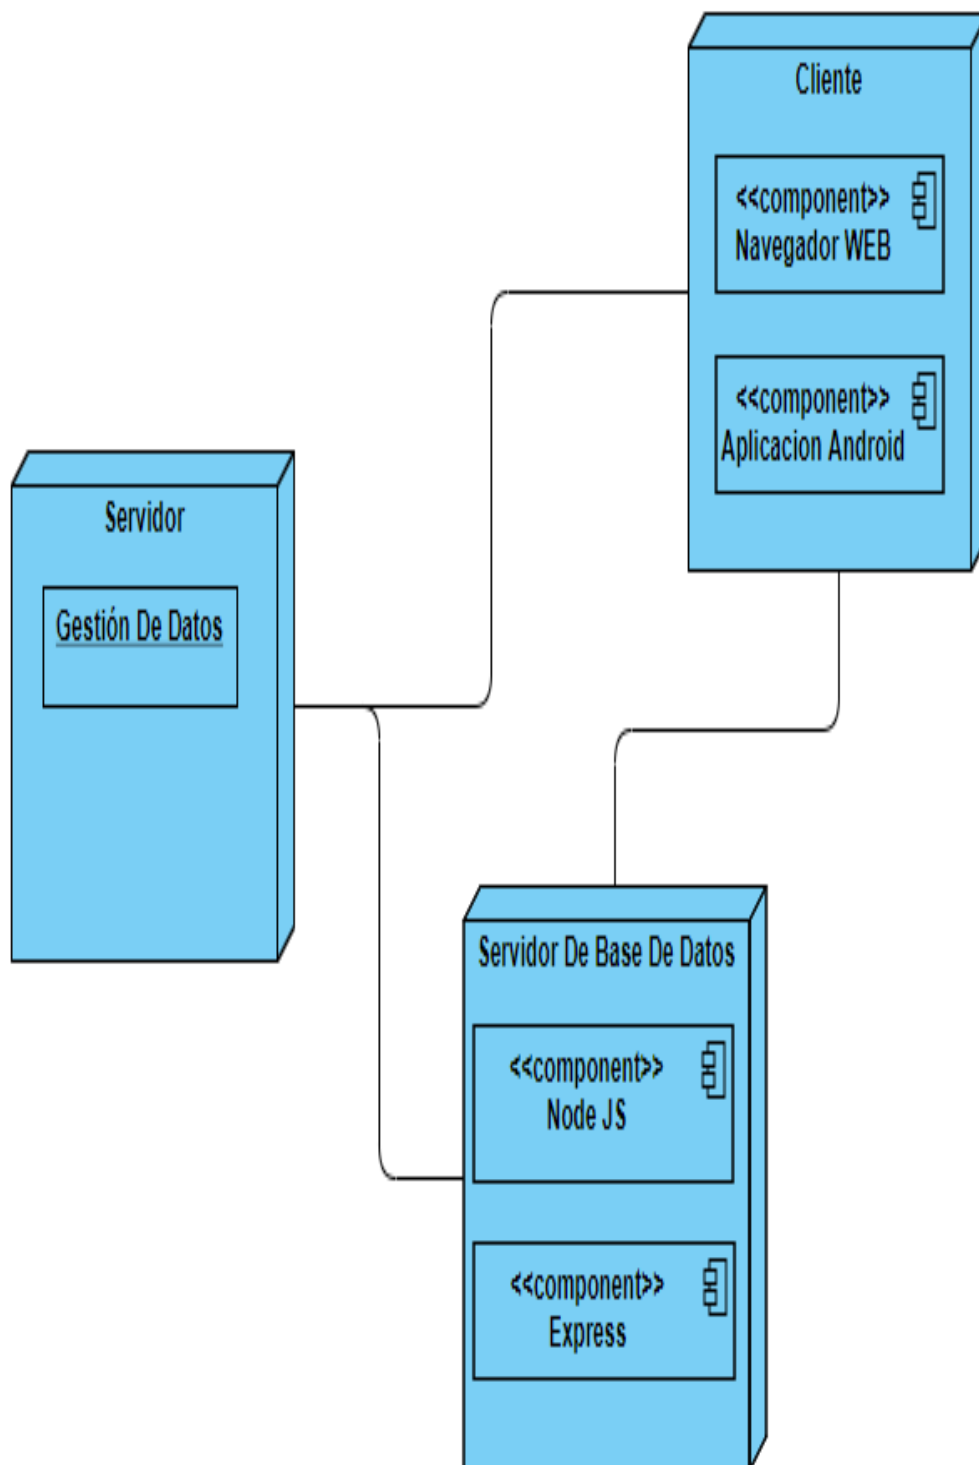 Cliente
<<component>>
Navegador WEB
<<component>>
Aplicacion Android
Servidor
Gestión De Datos
Servidor De Base De Datos
<<component>>
Node JS
<<component>>
Express